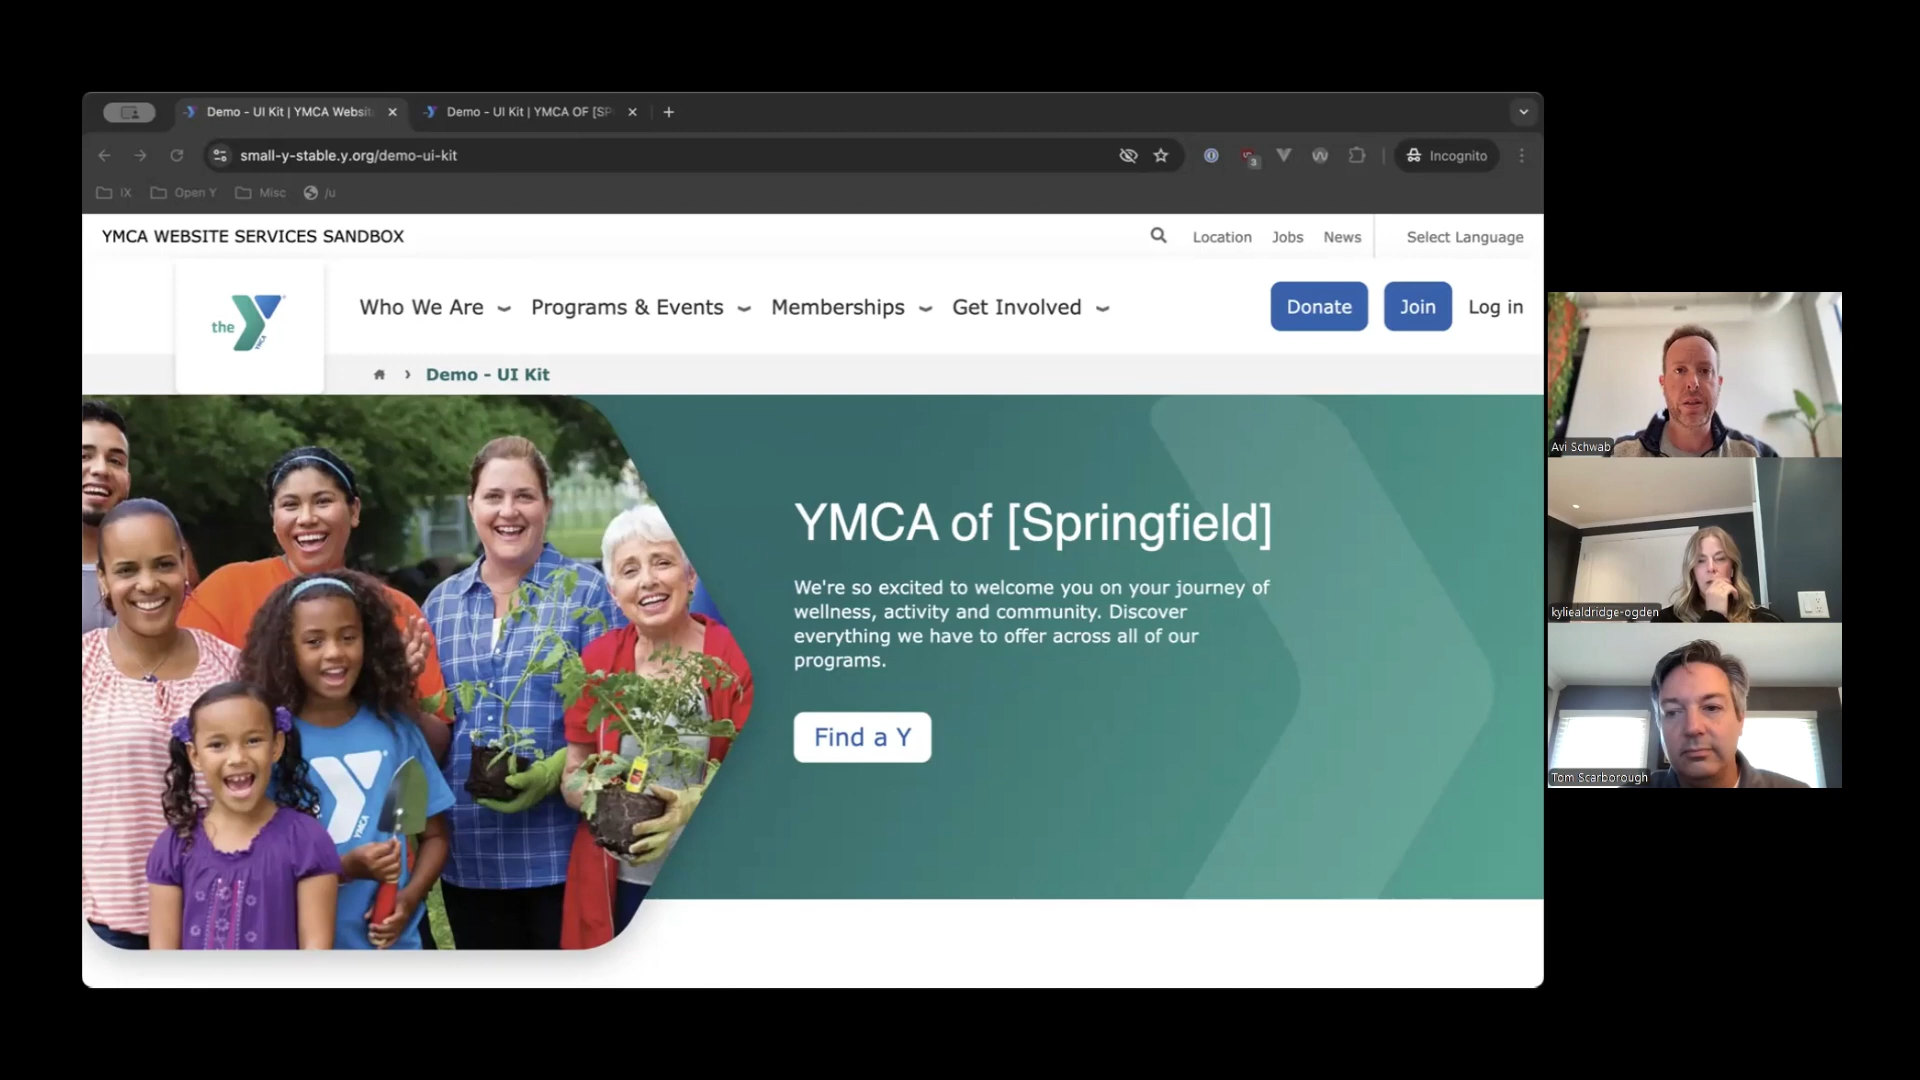 Demo - UI Kit | YMCA Websit
Demo - UI Kit | YMCA OF [SP
small-y-stable.y.org/demo-ui-kit
3
Incognito
IX
Open Y
Misc
/u
YMCA WEBSITE SERVICES SANDBOX
Location
Jobs
News
Select Language
the
YMCA
Who We Are
Programs & Events
Memberships
Get Involved
Donate
Join
Log in
Demo - UI Kit
YMCA of [Springfield]
We're so excited to welcome you on your journey of
wellness, activity and community. Discover
everything we have to offer across all of our
programs.
Find a Y
YMCA
Avi Schwab
kyliealdridge-ogden
Tom Scarborough